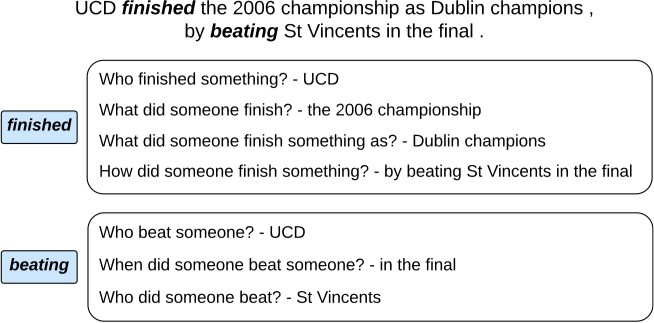 UCD finished the 2006 championship as Dublin champions ,
by beating St Vincents in the final .
finished
Who finished something? - UCD
What did someone finish? - the 2006 championship
What did someone finish something as? - Dublin champions
How did someone finish something? - by beating St Vincents in the final
beating
Who beat someone? - UCD
When did someone beat someone? - in the final
Who did someone beat? - St Vincents